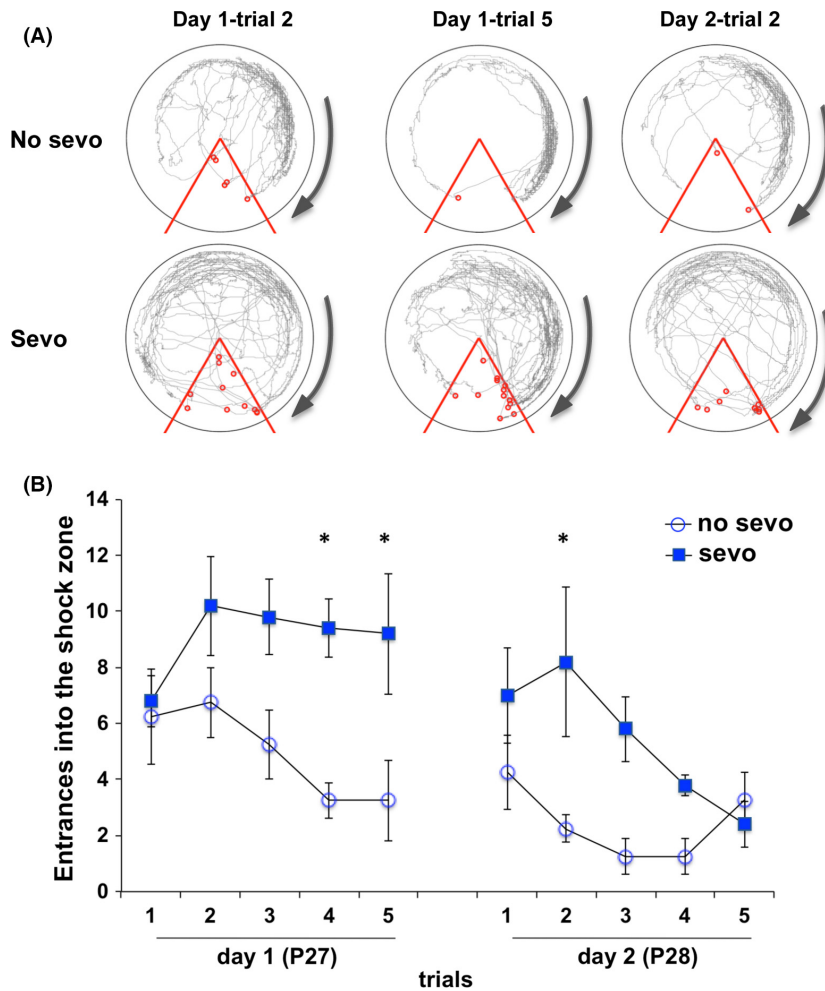 (A)
Day 1-trial 2 Day 1-trial 5 Day 2-trial 2
No sevo
Sevo
(B)
Entrances into the shock zone
14
12
10
8
6
4
2
0
* * *
no sevo
sevo
1 2 3 4 5 1 2 3 4 5
day 1 (P27) day 2 (P28)
trials